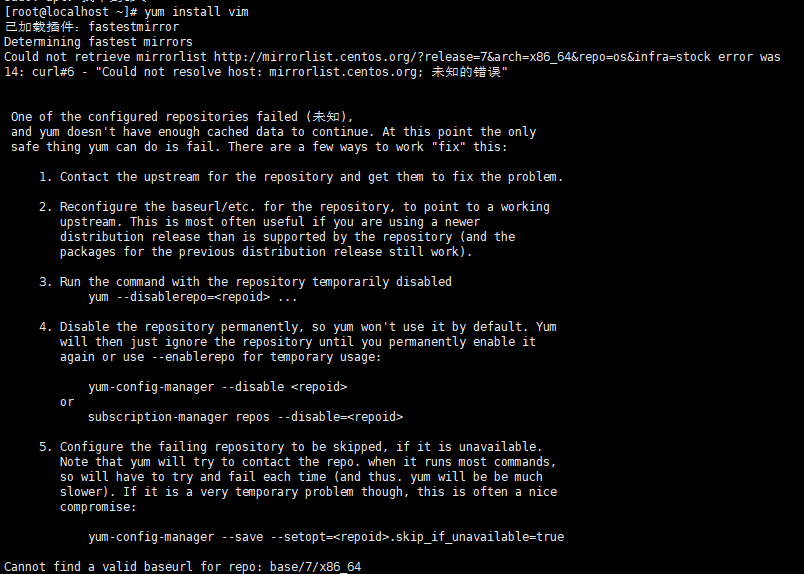 [root@localhost ~]# yum install vim
已加载插件：fastestmirror
Determining fastest mirrors
Could not retrieve mirrorlist http://mirrorlist.centos.org/?release=7&arch=x86_64&repo=os&infra=stock error was
14: curl#6 - "Could not resolve host: mirrorlist.centos.org; 未知的错误"
One of the configured repositories failed (未知),
and yum doesn't have enough cached data to continue. At this point the only
safe thing yum can do is fail. There are a few ways to work "fix" this:
1. Contact the upstream for the repository and get them to fix the problem.
2. Reconfigure the baseurl/etc. for the repository, to point to a working
upstream. This is most often useful if you are using a newer
distribution release than is supported by the repository (and the
packages for the previous distribution release still work).
3. Run the command with the repository temporarily disabled
yum --disablerepo=<repoid> ...
4. Disable the repository permanently, so yum won't use it by default. Yum
will then just ignore the repository until you permanently enable it
again or use --enablerepo for temporary usage:
yum-config-manager --disable <repoid>
or
subscription-manager repos --disable=<repoid>
5. Configure the failing repository to be skipped, if it is unavailable.
Note that yum will try to contact the repo. when it runs most commands,
so will have to try and fail each time (and thus. yum will be be much
slower). If it is a very temporary problem though, this is often a nice
compromise:
yum-config-manager --save --setopt=<repoid>.skip_if_unavailable=true
Cannot find a valid baseurl for repo: base/7/x86_64